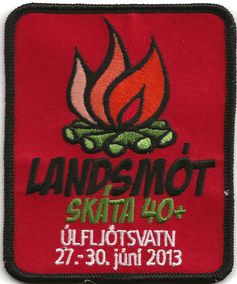 LANDSMÓT
SKÁTA 40+
ÚLFLJÓTSVATN
27.-30. júní 2013